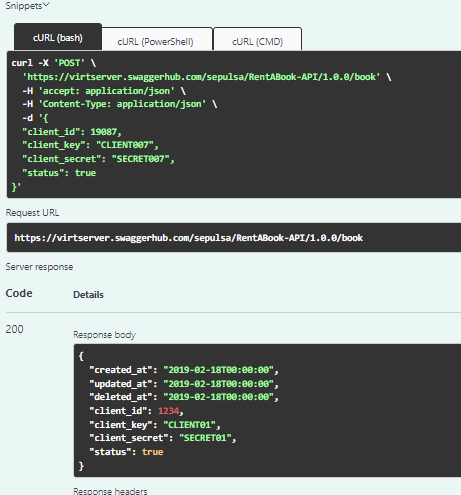 Snippets
cURL (bash)
cURL (PowerShell)
cURL (CMD)
curl -X 'POST' \
  'https://virtserver.swaggerhub.com/sepulsa/RentABook-API/1.0.0/book' \
  -H 'accept: application/json' \
  -H 'Content-Type: application/json' \
  -d '{
  "client_id": 19087,
  "client_key": "CLIENT007",
  "client_secret": "SECRET007",
  "status": true
}'
Request URL
https://virtserver.swaggerhub.com/sepulsa/RentABook-API/1.0.0/book
Server response
Code Details
200
Response body
{
  "created_at": "2019-02-18T00:00:00",
  "updated_at": "2019-02-18T00:00:00",
  "deleted_at": "2019-02-18T00:00:00",
  "client_id": 1234,
  "client_key": "CLIENT01",
  "client_secret": "SECRET01",
  "status": true
}
Response headers